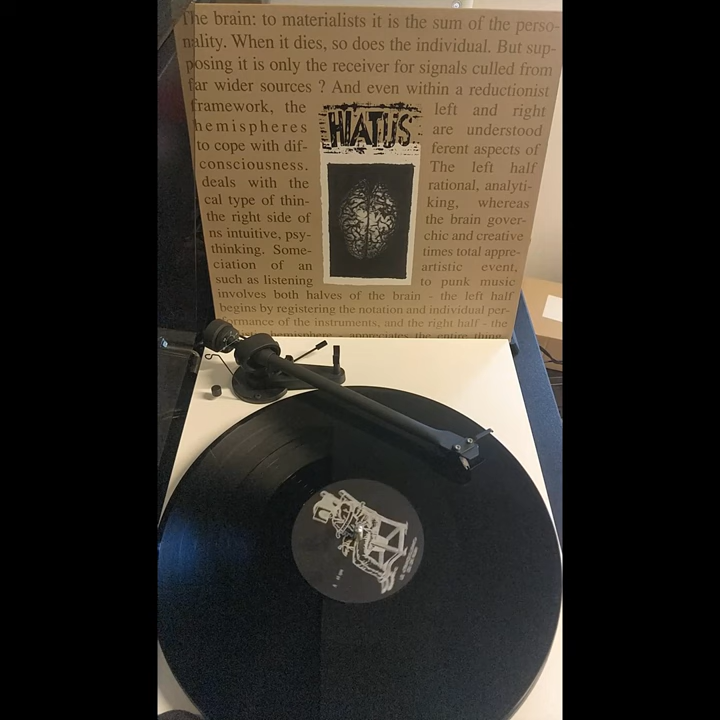 The brain: to materialists it is the sum of the perso-
nality. When it dies, so does the individual. But sup-
posing it is only the receiver for signals culled from
far wider sources ? And even within a reductionist
framework, the left and right
hemispheres are understood
to cope with dif- ferent aspects of
consciousness. The left half
deals with the rational, analyti-
cal type of thin- king, whereas
the right side of the brain gover-
ns intuitive, psy- chic and creative
thinking. Some- times total appre-
ciation of an artistic event,
such as listening to punk music
involves both halves of the brain - the left half
begins by registering the notation and individual per-
formance of the instruments, and the right half - the
hemisphere - appreciates the entire thing
HIATUS